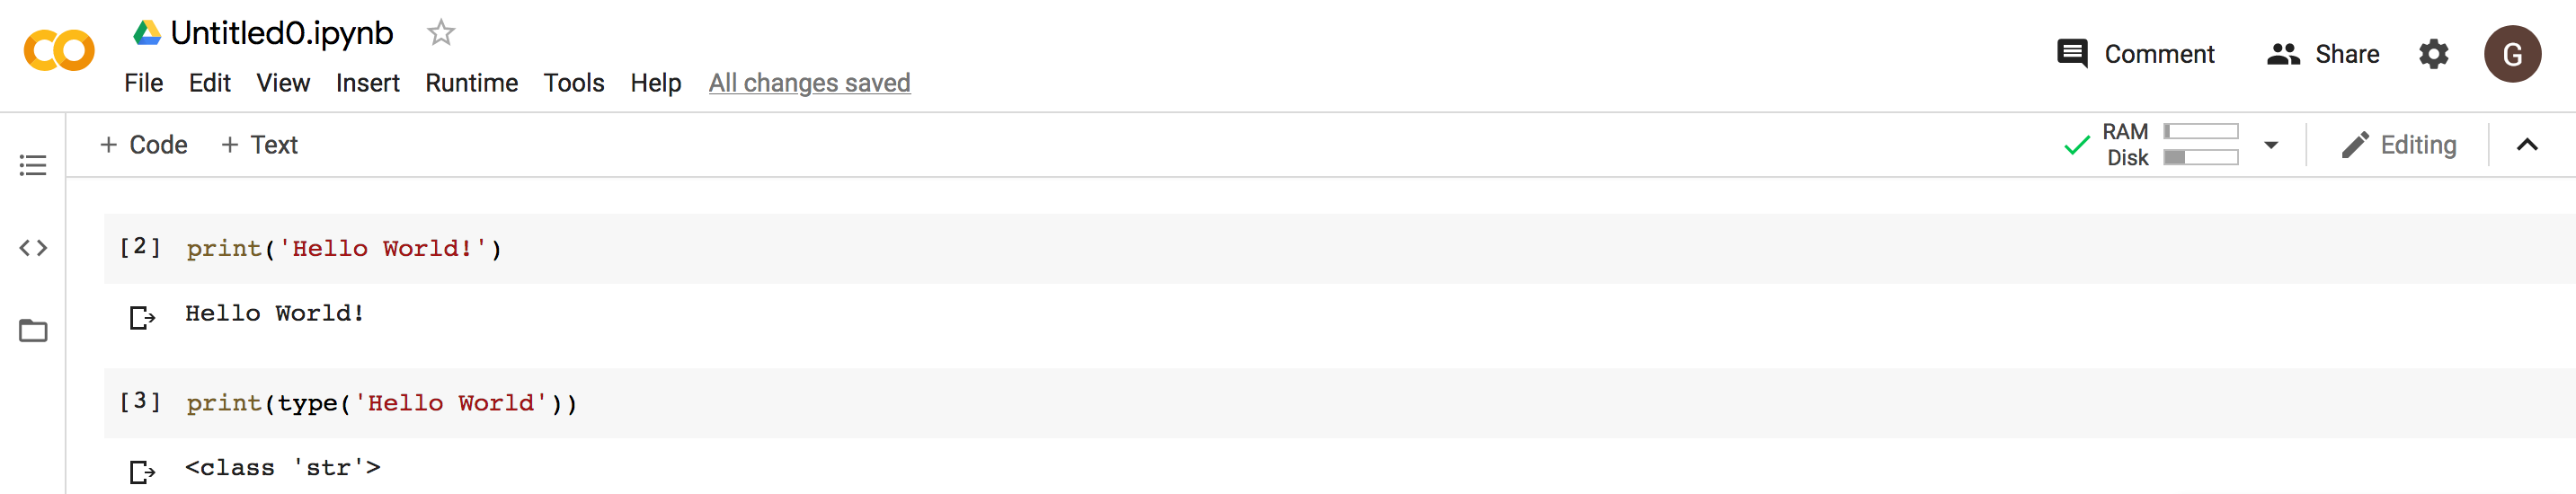 Untitled0.ipynb
File Edit View Insert Runtime Tools Help All changes saved
Comment Share G
+ Code + Text
RAM
Disk
Editing
[2] print('Hello World!')
Hello World!
[3] print(type('Hello World'))
<class 'str'>